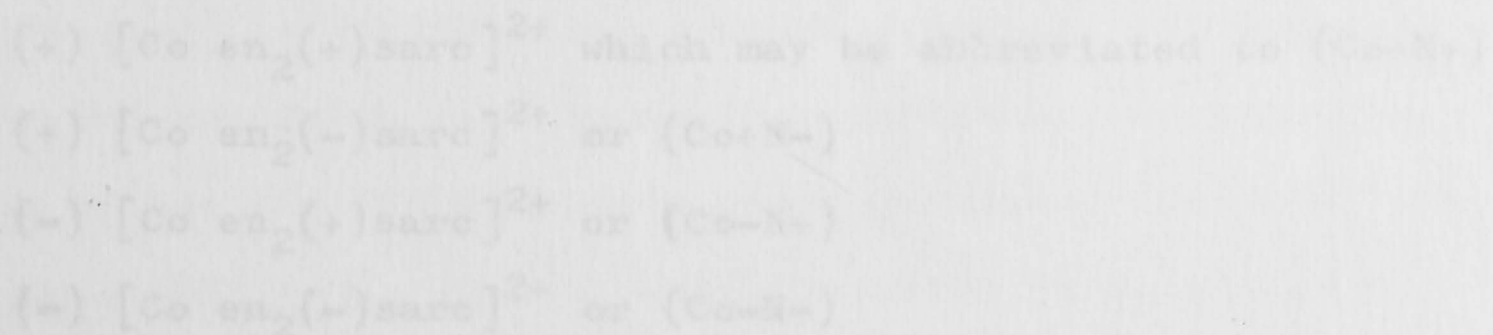 (+) [Co en₂(+)sarc]²⁺ which may be abbreviated to (Co+N+)
(+) [Co en₂(-)sarc]²⁺ or (Co+N-)
(-) [Co en₂(+)sarc]²⁺ or (Co-N+)
(-) [Co en₂(-)sarc]²⁺ or (Co-N-)